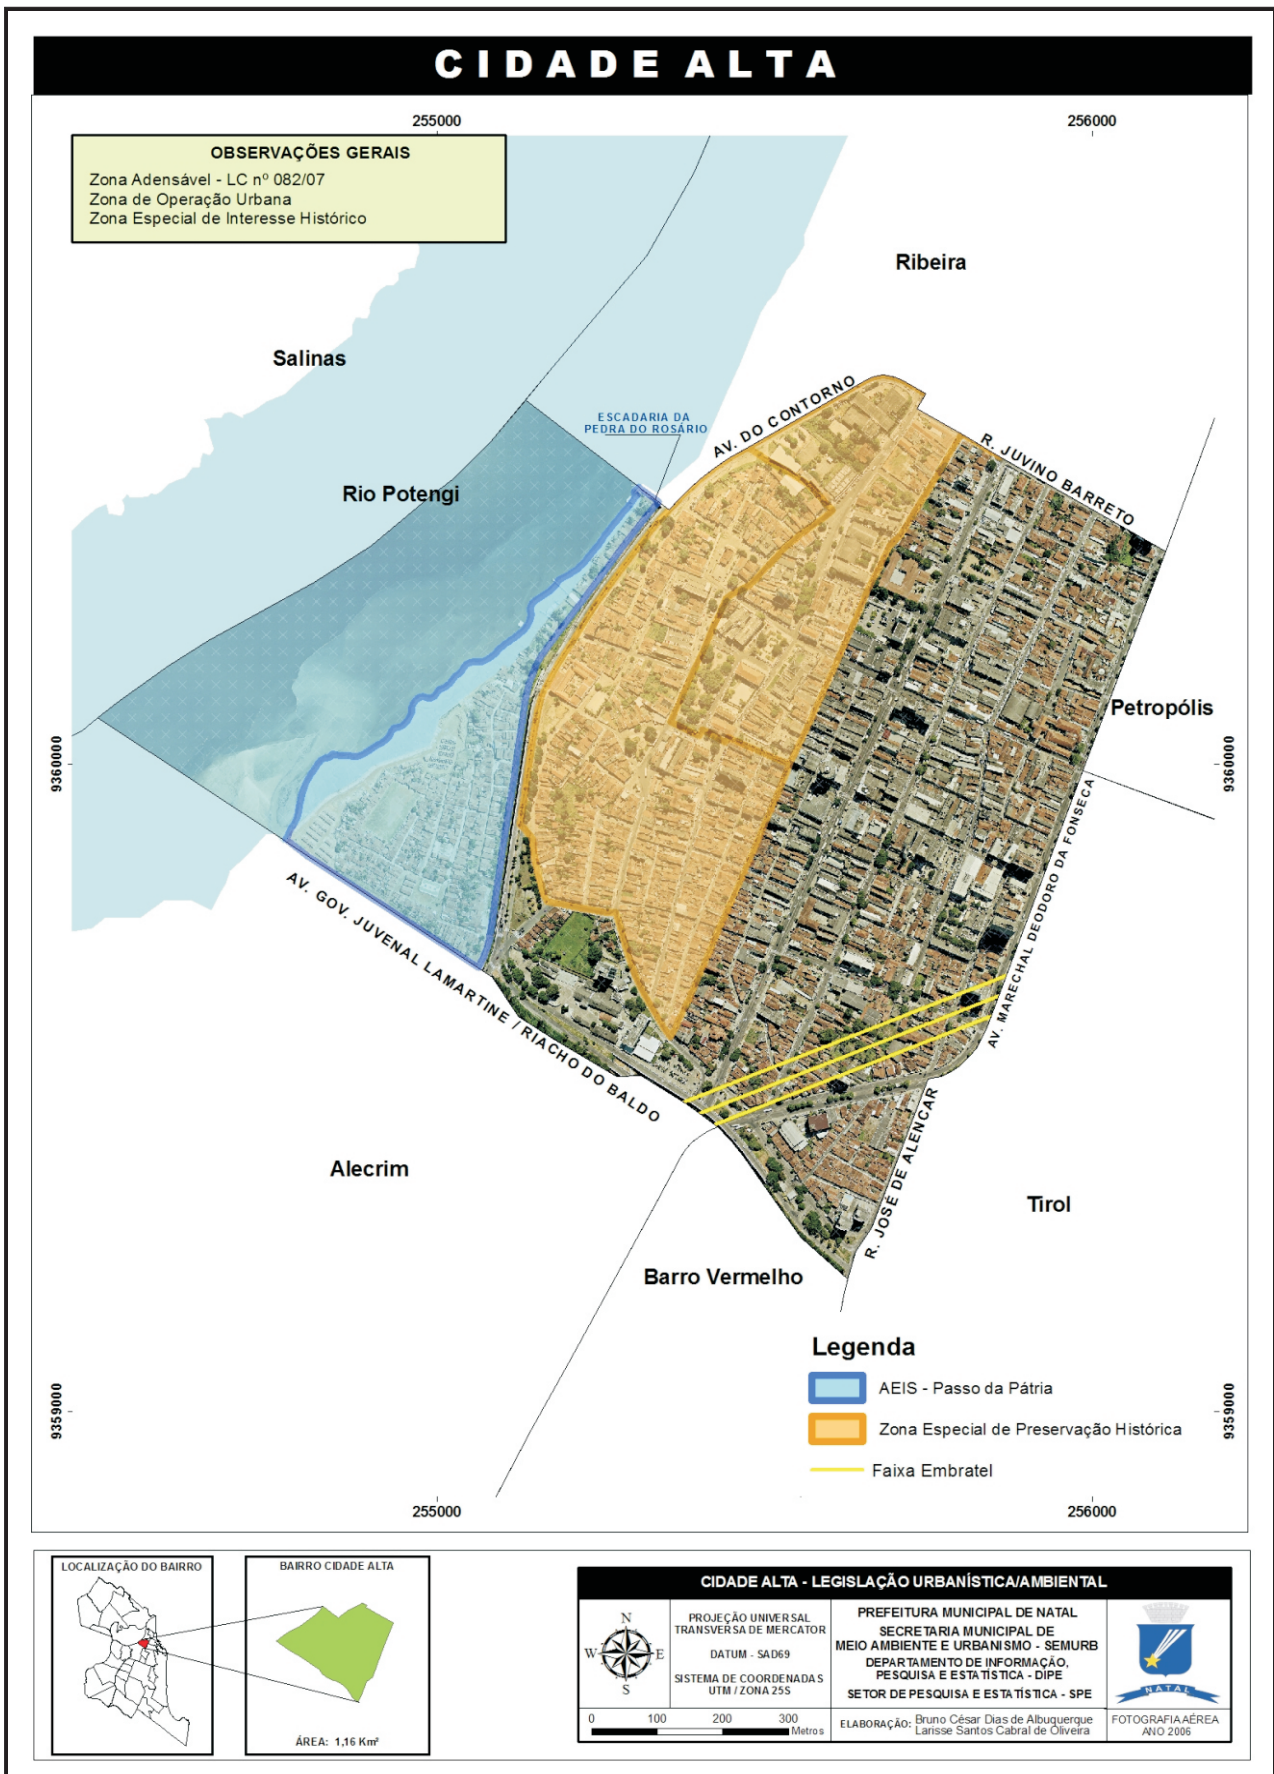 CIDADE ALTA
255000
256000
OBSERVAÇÕES GERAIS
Zona Adensável - LC nº 082/07
Zona de Operação Urbana
Zona Especial de Interesse Histórico
Ribeira
Salinas
ESCADARIA DA
PEDRA DO ROSÁRIO
AV. DO CONTORNO
R. JUVINO BARRETO
Rio Potengi
Petropólis
9360000
9360000
AV. MARECHAL DEODORO DA FONSECA
AV. GOV. JUVENAL LAMARTINE / RIACHO DO BALDO
R. JOSÉ DE ALENCAR
Alecrim
Tirol
Barro Vermelho
Legenda
AEIS - Passo da Pátria
Zona Especial de Preservação Histórica
Faixa Embratel
9359000
9359000
255000
256000
LOCALIZAÇÃO DO BAIRRO
BAIRRO CIDADE ALTA
ÁREA: 1,16 Km²
CIDADE ALTA - LEGISLAÇÃO URBANÍSTICA/AMBIENTAL
N
W
E
S
PROJEÇÃO UNIVERSAL
TRANSVERSA DE MERCATOR
DATUM - SAD69
SISTEMA DE COORDENADAS
UTM / ZONA 25S
PREFEITURA MUNICIPAL DE NATAL
SECRETARIA MUNICIPAL DE
MEIO AMBIENTE E URBANISMO - SEMURB
DEPARTAMENTO DE INFORMAÇÃO,
PESQUISA E ESTATÍSTICA - DIPE
SETOR DE PESQUISA E ESTATÍSTICA - SPE
NATAL
0 100 200 300
Metros
ELABORAÇÃO: Bruno César Dias de Albuquerque
Larisse Santos Cabral de Oliveira
FOTOGRAFIA AÉREA
ANO 2006